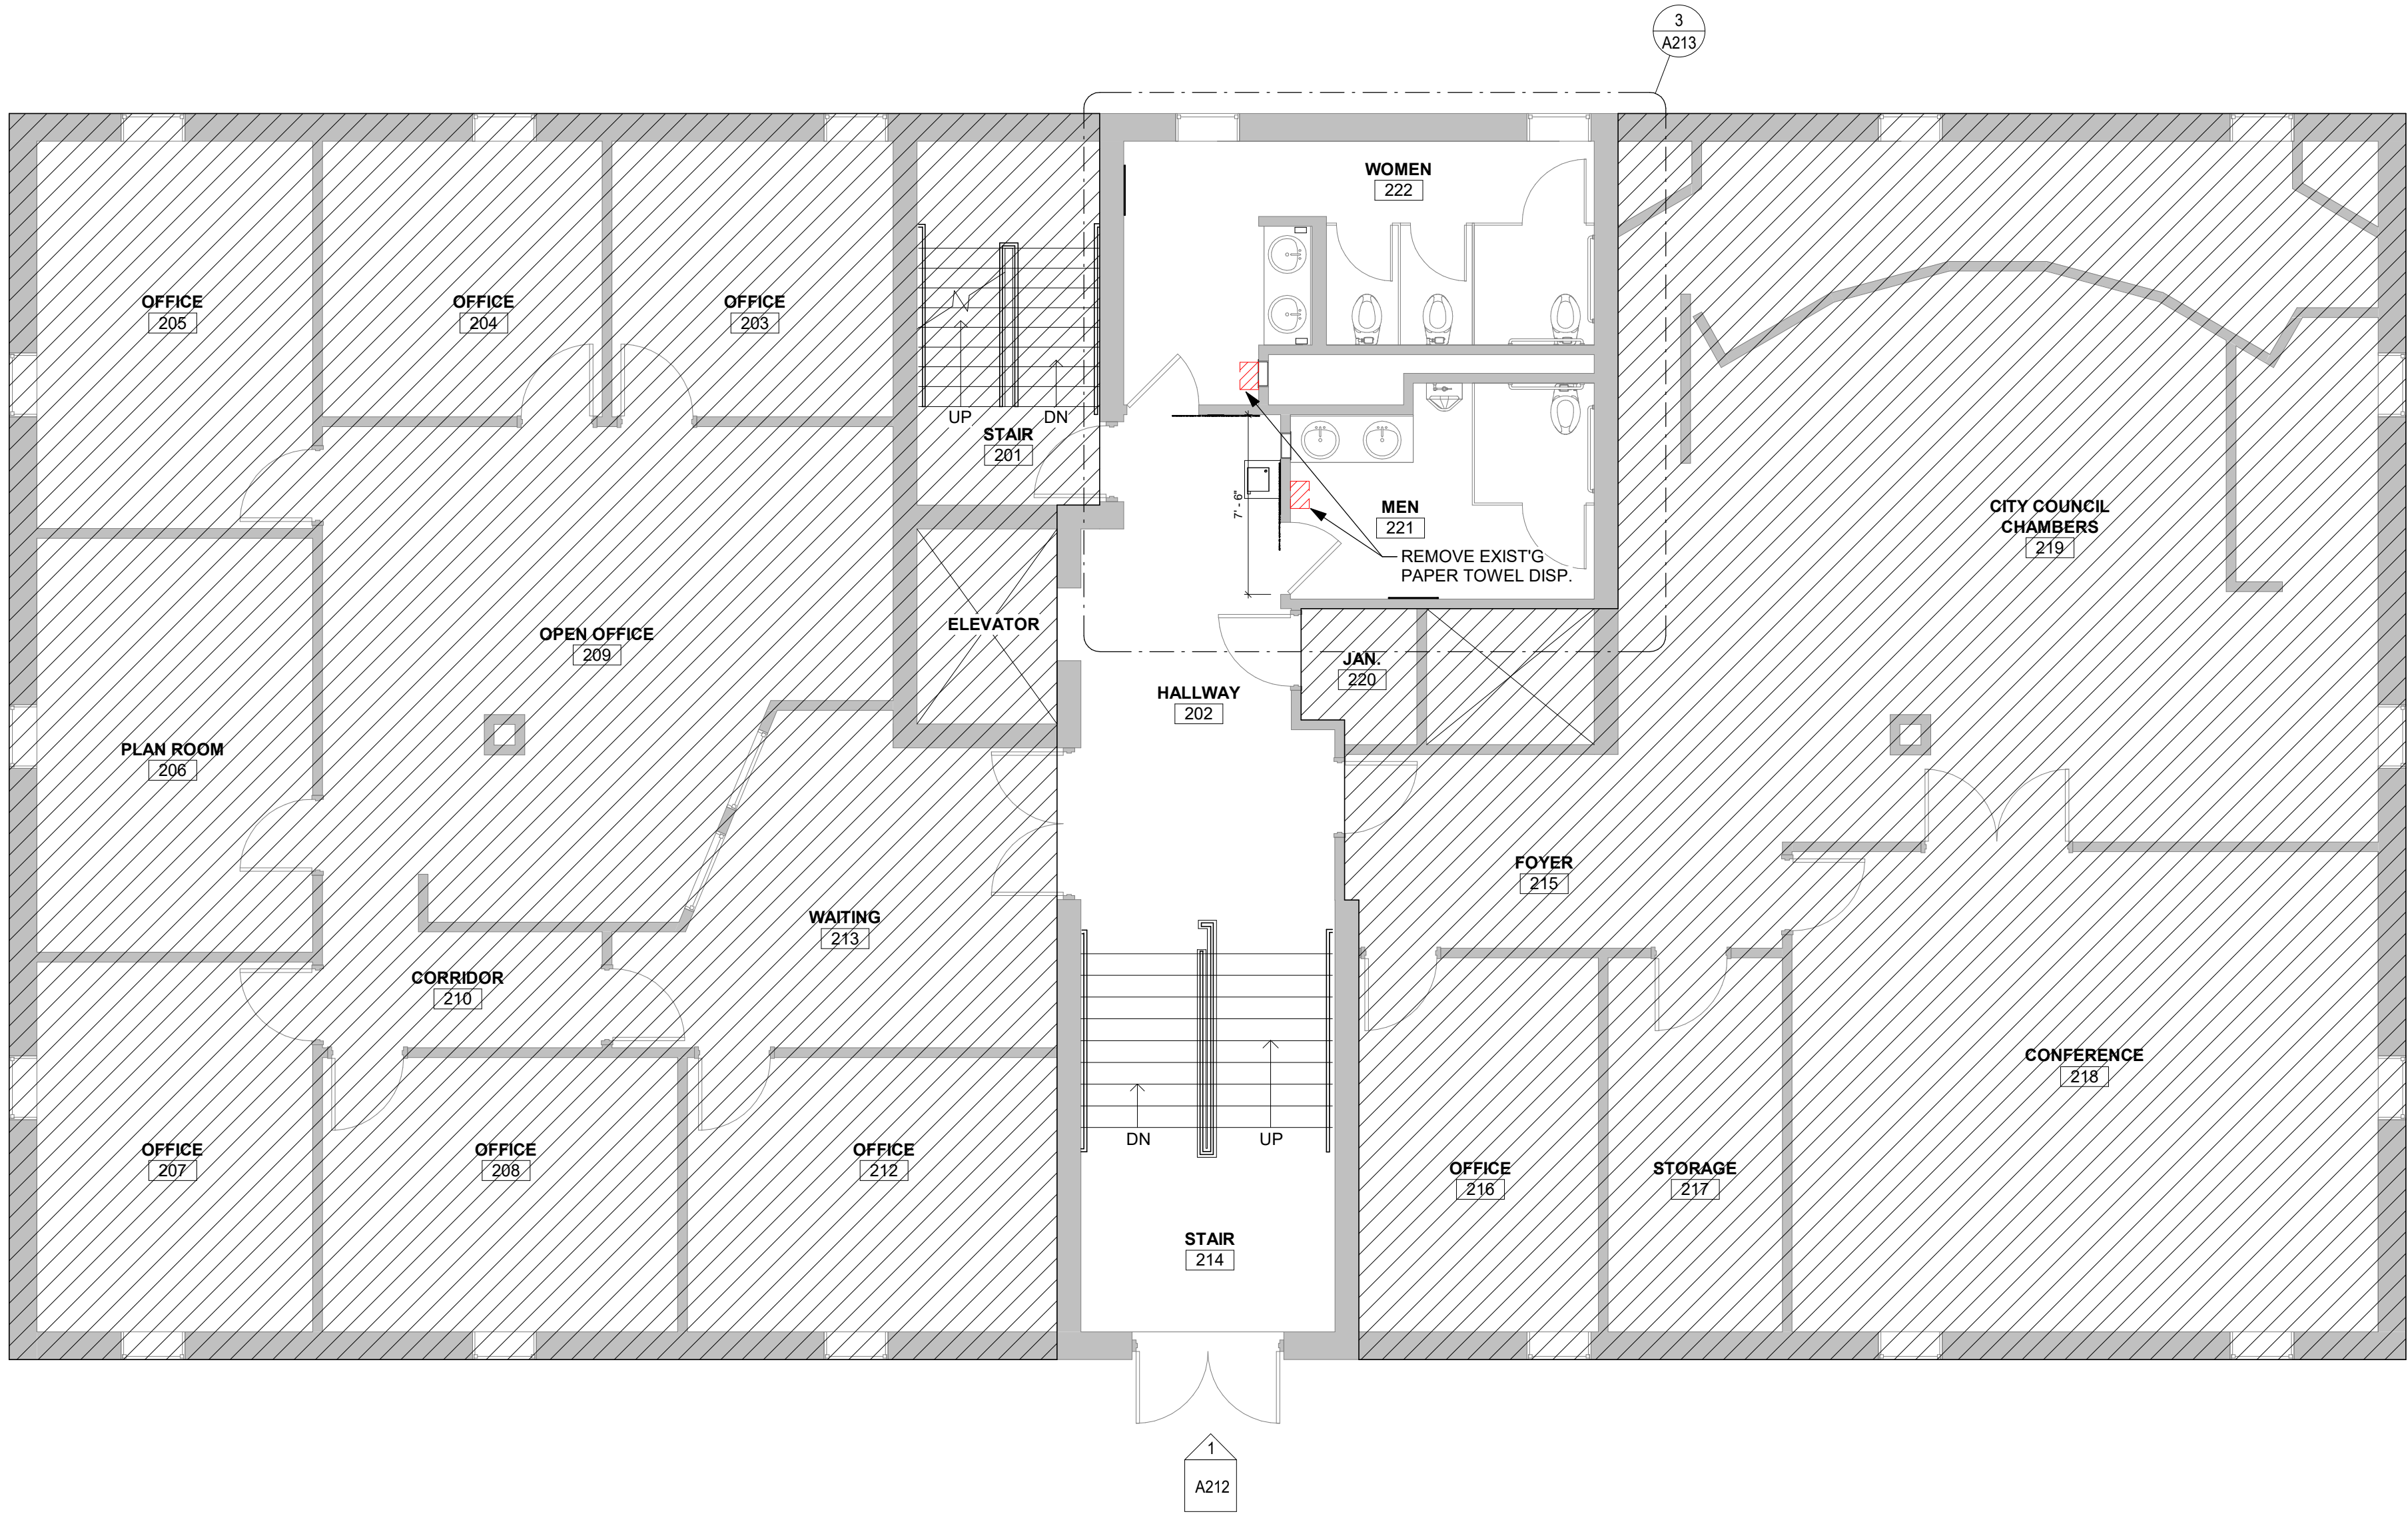 3
A213
WOMEN
222
OFFICE
205
OFFICE
204
OFFICE
203
UP
DN
STAIR
201
7' - 6"
MEN
221
REMOVE EXIST'G
PAPER TOWEL DISP.
CITY COUNCIL
CHAMBERS
219
OPEN OFFICE
209
ELEVATOR
JAN.
220
HALLWAY
202
PLAN ROOM
206
FOYER
215
WAITING
213
CORRIDOR
210
CONFERENCE
218
DN
UP
OFFICE
207
OFFICE
208
OFFICE
212
OFFICE
216
STORAGE
217
STAIR
214
1
A212